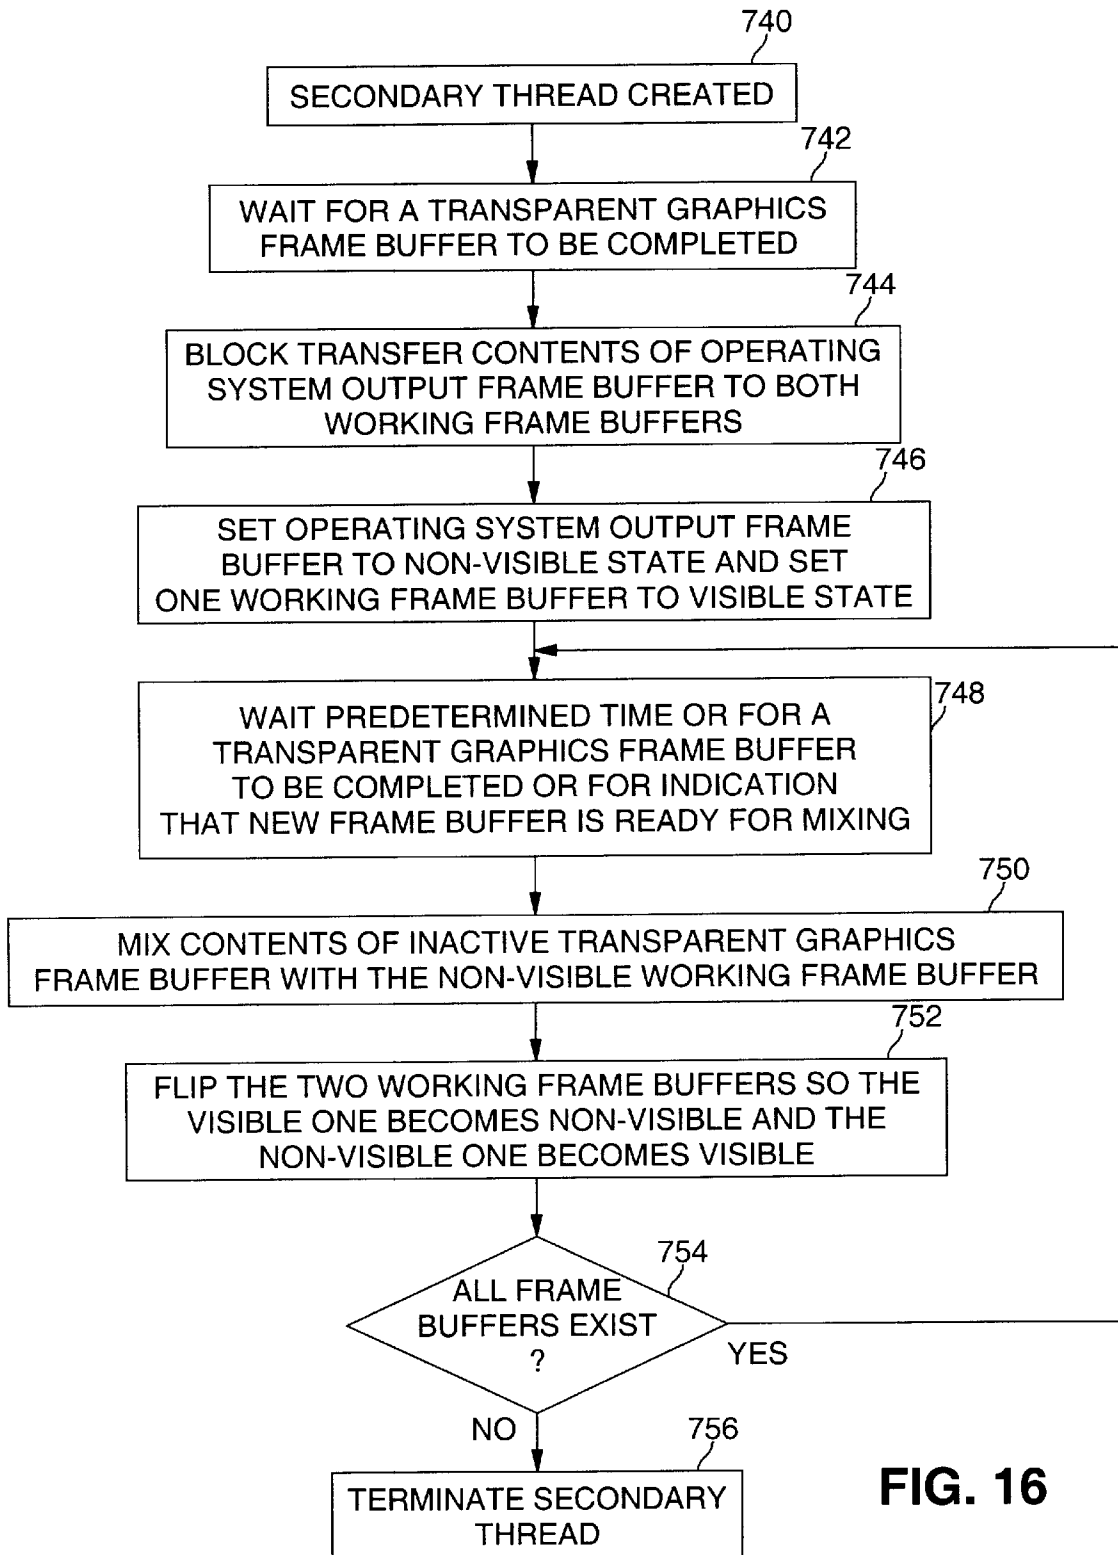 740
SECONDARY THREAD CREATED
742
WAIT FOR A TRANSPARENT GRAPHICS
FRAME BUFFER TO BE COMPLETED
744
BLOCK TRANSFER CONTENTS OF OPERATING
SYSTEM OUTPUT FRAME BUFFER TO BOTH
WORKING FRAME BUFFERS
746
SET OPERATING SYSTEM OUTPUT FRAME
BUFFER TO NON-VISIBLE STATE AND SET
ONE WORKING FRAME BUFFER TO VISIBLE STATE
748
WAIT PREDETERMINED TIME OR FOR A
TRANSPARENT GRAPHICS FRAME BUFFER
TO BE COMPLETED OR FOR INDICATION
THAT NEW FRAME BUFFER IS READY FOR MIXING
750
MIX CONTENTS OF INACTIVE TRANSPARENT GRAPHICS
FRAME BUFFER WITH THE NON-VISIBLE WORKING FRAME BUFFER
752
FLIP THE TWO WORKING FRAME BUFFERS SO THE
VISIBLE ONE BECOMES NON-VISIBLE AND THE
NON-VISIBLE ONE BECOMES VISIBLE
754
ALL FRAME
BUFFERS EXIST
?
YES
NO
756
TERMINATE SECONDARY
THREAD
FIG. 16